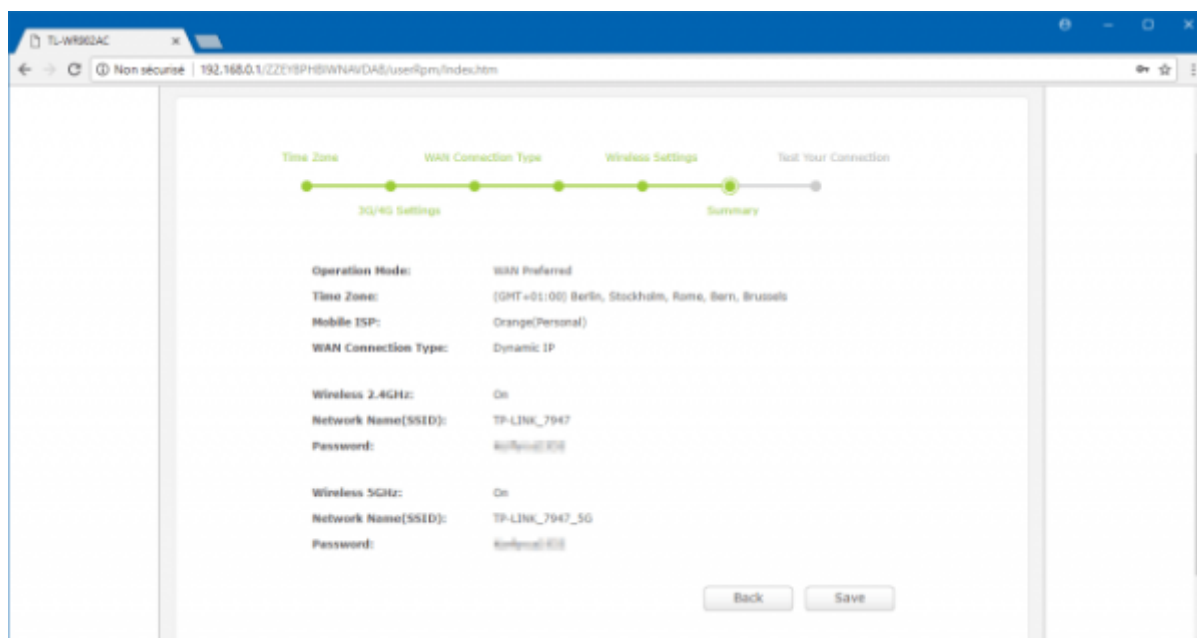 TL-WR902AC
Non sécurisé | 192.168.0.1/ZZEYBPHBIWNAVDAB/userRpm/Index.htm
Time Zone WAN Connection Type Wireless Settings Test Your Connection
3G/4G Settings Summary
Operation Mode: WAN Preferred
Time Zone: (GMT+01:00) Berlin, Stockholm, Rome, Bern, Brussels
Mobile ISP: Orange(Personal)
WAN Connection Type: Dynamic IP
Wireless 2.4GHz: On
Network Name(SSID): TP-LINK_7947
Password:
Wireless 5GHz: On
Network Name(SSID): TP-LINK_7947_5G
Password:
Back Save